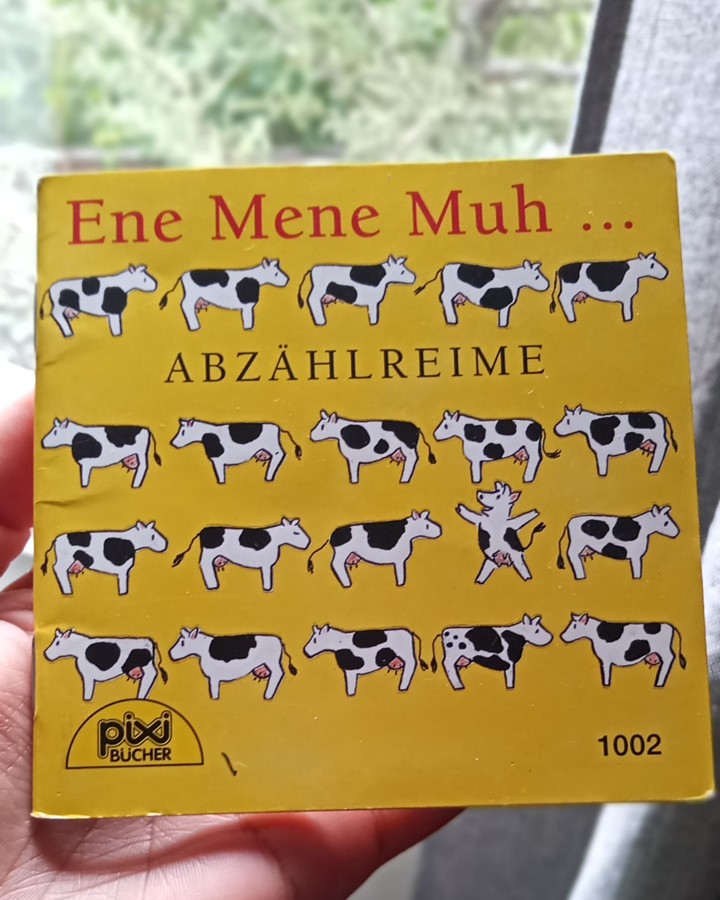 Ene Mene Muh ...
ABZÄHLREIME
pixi
BÜCHER
1002